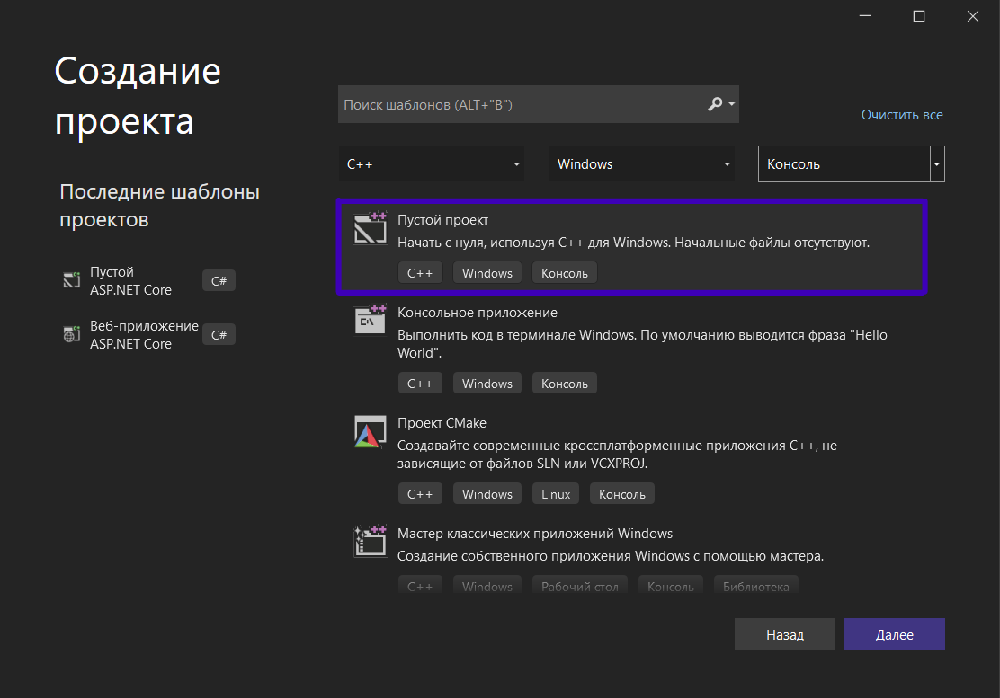 Создание
проекта
Последние шаблоны
проектов
Пустой
ASP.NET Core
C#
Веб-приложение
ASP.NET Core
C#
Поиск шаблонов (ALT+"В")
Очистить все
C++
Windows
Консоль
Пустой проект
Начать с нуля, используя C++ для Windows. Начальные файлы отсутствуют.
C++
Windows
Консоль
Консольное приложение
C:\
Выполнить код в терминале Windows. По умолчанию выводится фраза "Hello
World".
C++
Windows
Консоль
Проект CMake
Создавайте современные кроссплатформенные приложения C++, не
зависящие от файлов SLN или VCXPROJ.
C++
Windows
Linux
Консоль
Мастер классических приложений Windows
Создание собственного приложения Windows с помощью мастера.
C++
Windows
Рабочий стол
Консоль
Библиотека
Назад
Далее